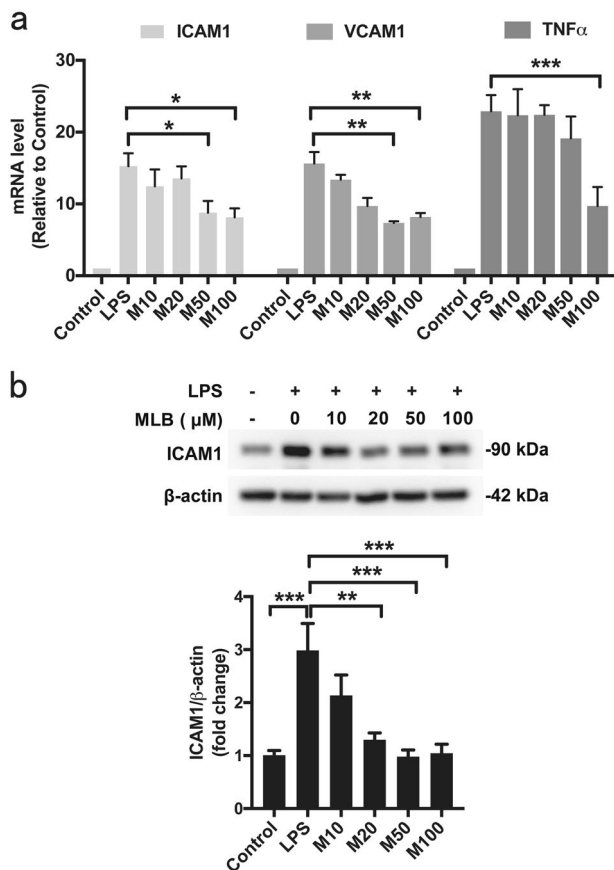 a
ICAM1 VCAM1 TNFα
mRNA level
(Relative to Control)
30
20
10
0
* ** ***
* **
Control LPS M10 M20 M50 M100 Control LPS M10 M20 M50 M100 Control LPS M10 M20 M50 M100
b
LPS - + + + + +
MLB ( μM) - 0 10 20 50 100
ICAM1 -90 kDa
β-actin -42 kDa
ICAM1/β-actin
(fold change)
4
3
2
1
0
***
***
*** **
Control LPS M10 M20 M50 M100